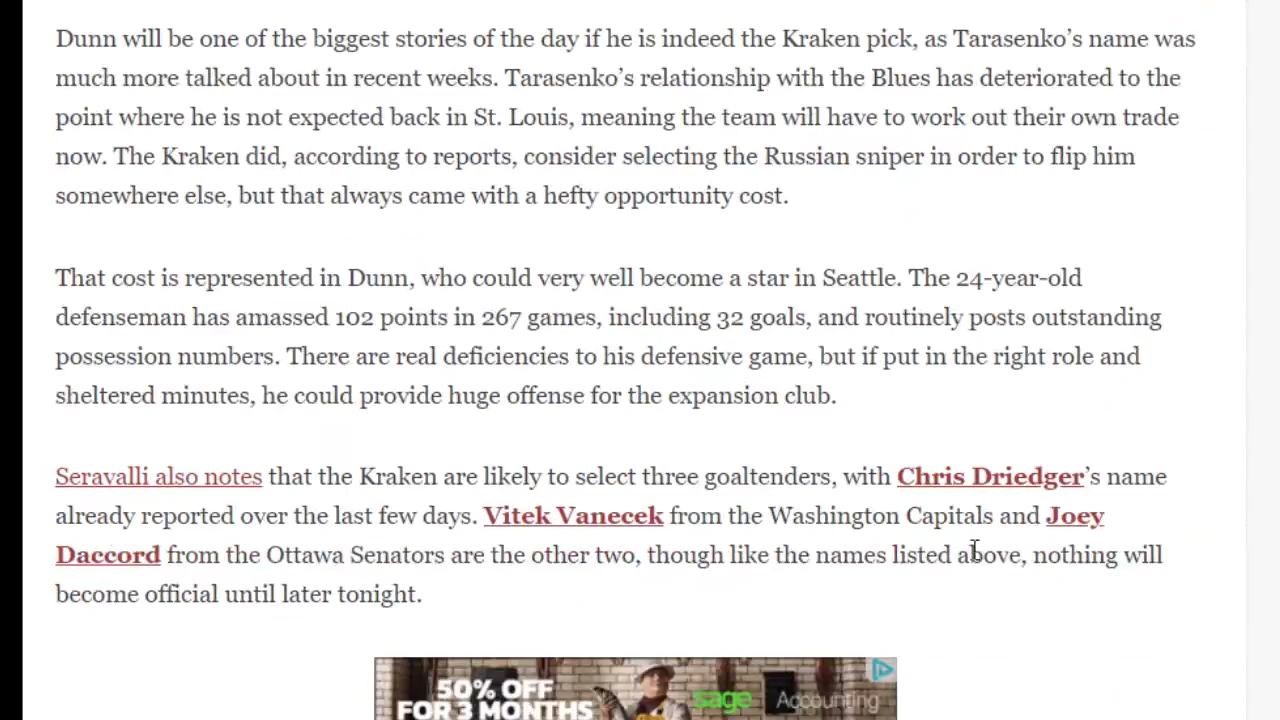 Dunn will be one of the biggest stories of the day if he is indeed the Kraken pick, as Tarasenko’s name was
much more talked about in recent weeks. Tarasenko’s relationship with the Blues has deteriorated to the
point where he is not expected back in St. Louis, meaning the team will have to work out their own trade
now. The Kraken did, according to reports, consider selecting the Russian sniper in order to flip him
somewhere else, but that always came with a hefty opportunity cost.
That cost is represented in Dunn, who could very well become a star in Seattle. The 24-year-old
defenseman has amassed 102 points in 267 games, including 32 goals, and routinely posts outstanding
possession numbers. There are real deficiencies to his defensive game, but if put in the right role and
sheltered minutes, he could provide huge offense for the expansion club.
Seravalli also notes that the Kraken are likely to select three goaltenders, with Chris Driedger’s name
already reported over the last few days. Vitek Vanecek from the Washington Capitals and Joey
Daccord from the Ottawa Senators are the other two, though like the names listed above, nothing will
become official until later tonight.
50% OFF
FOR 3 MONTHS
sage Accounting